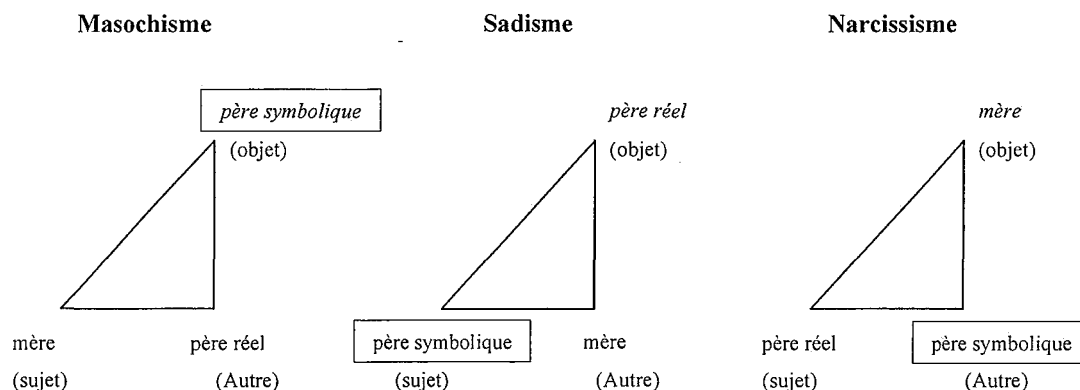 Masochisme Sadisme Narcissisme
père symbolique père réel mère
(objet) (objet) (objet)
mère père réel père symbolique mère père réel père symbolique
(sujet) (Autre) (sujet) (Autre) (sujet) (Autre)